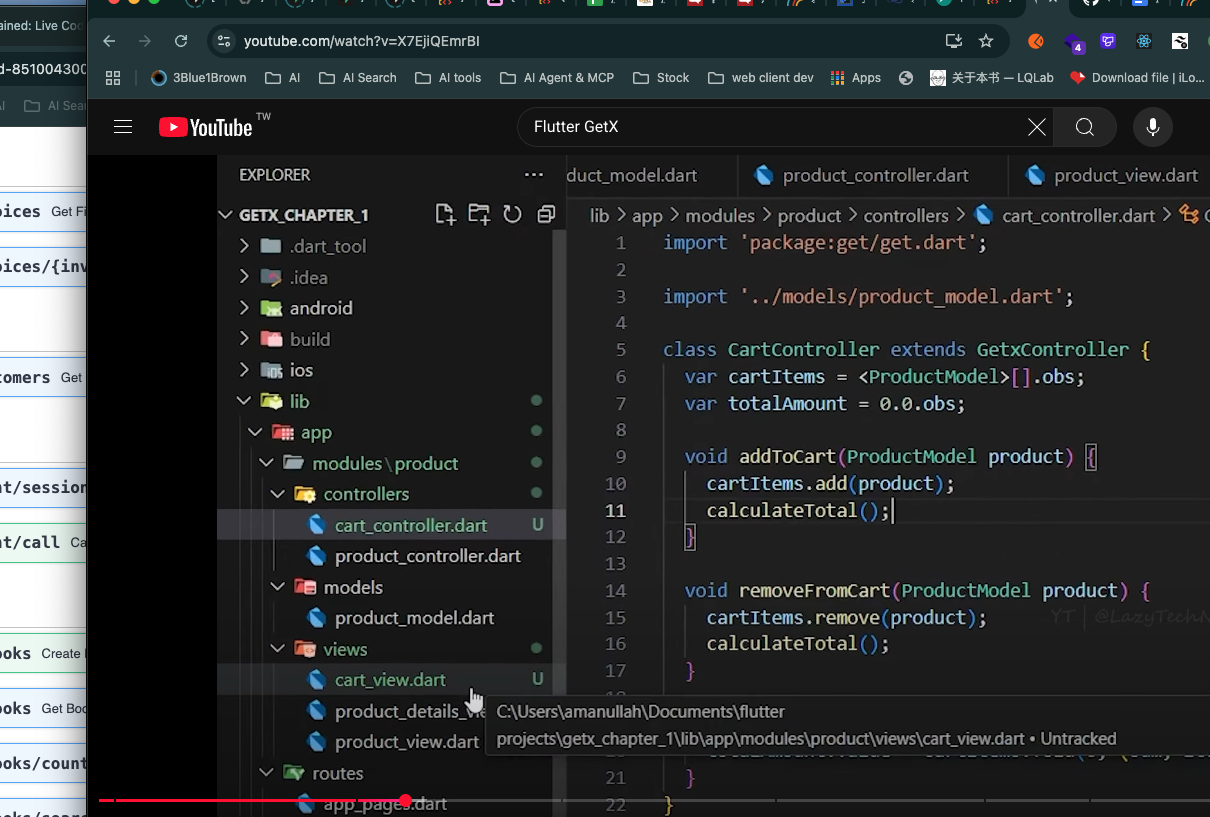 ained: Live Co
d-851004300
AI Sea
oices Get Fi
oices/{inv
tomers Get
nt/session
nt/call Ca
ooks Create
ooks Get Boo
ooks/count
youtube.com/watch?v=X7EjiQEmrBI
4
3Blue1Brown
AI
AI Search
AI tools
AI Agent & MCP
Stock
web client dev
Apps
关于本书 — LQLab
Download file | iLo...
YouTube TW
Flutter GetX
EXPLORER
GETX_CHAPTER_1
.dart_tool
.idea
android
build
ios
lib
app
modules\product
controllers
cart_controller.dart U
product_controller.dart
models
product_model.dart
views
cart_view.dart U
product_details_vie
product_view.dart
routes
app_pages.dart
duct_model.dart
product_controller.dart
product_view.dart
lib > app > modules > product > controllers > cart_controller.dart >
1 import 'package:get/get.dart';
2
3 import '../models/product_model.dart';
4
5 class CartController extends GetxController {
6 var cartItems = <ProductModel>[].obs;
7 var totalAmount = 0.0.obs;
8
9 void addToCart(ProductModel product) {
10 cartItems.add(product);
11 calculateTotal();
12 }
13
14 void removeFromCart(ProductModel product) {
15 cartItems.remove(product);
16 calculateTotal();
17 }
YT | @LazyTech
C:\Users\amanullah\Documents\flutter
projects\getx_chapter_1\lib\app\modules\product\views\cart_view.dart • Untracked
21 }
22 }